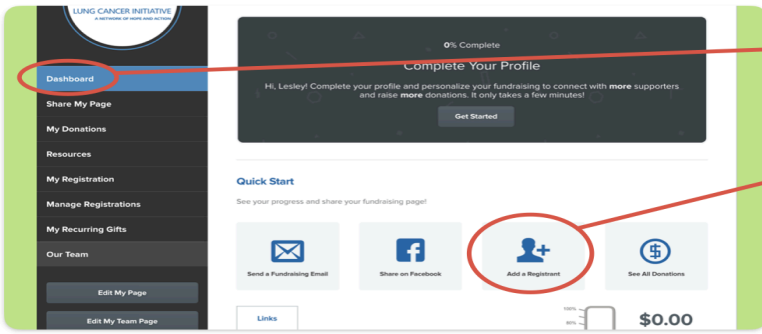 LUNG CANCER INITIATIVE
A NETWORK OF HOPE AND ACTION
Dashboard
Share My Page
My Donations
Resources
My Registration
Manage Registrations
My Recurring Gifts
Our Team
Edit My Page
Edit My Team Page
0% Complete
Complete Your Profile
Hi, Lesley! Complete your profile and personalize your fundraising to connect with more supporters
and raise more donations. It only takes a few minutes!
Get Started
Quick Start
See your progress and share your fundraising page!
Send a Fundraising Email
Share on Facebook
Add a Registrant
See All Donations
Links
100%
80%
$0.00